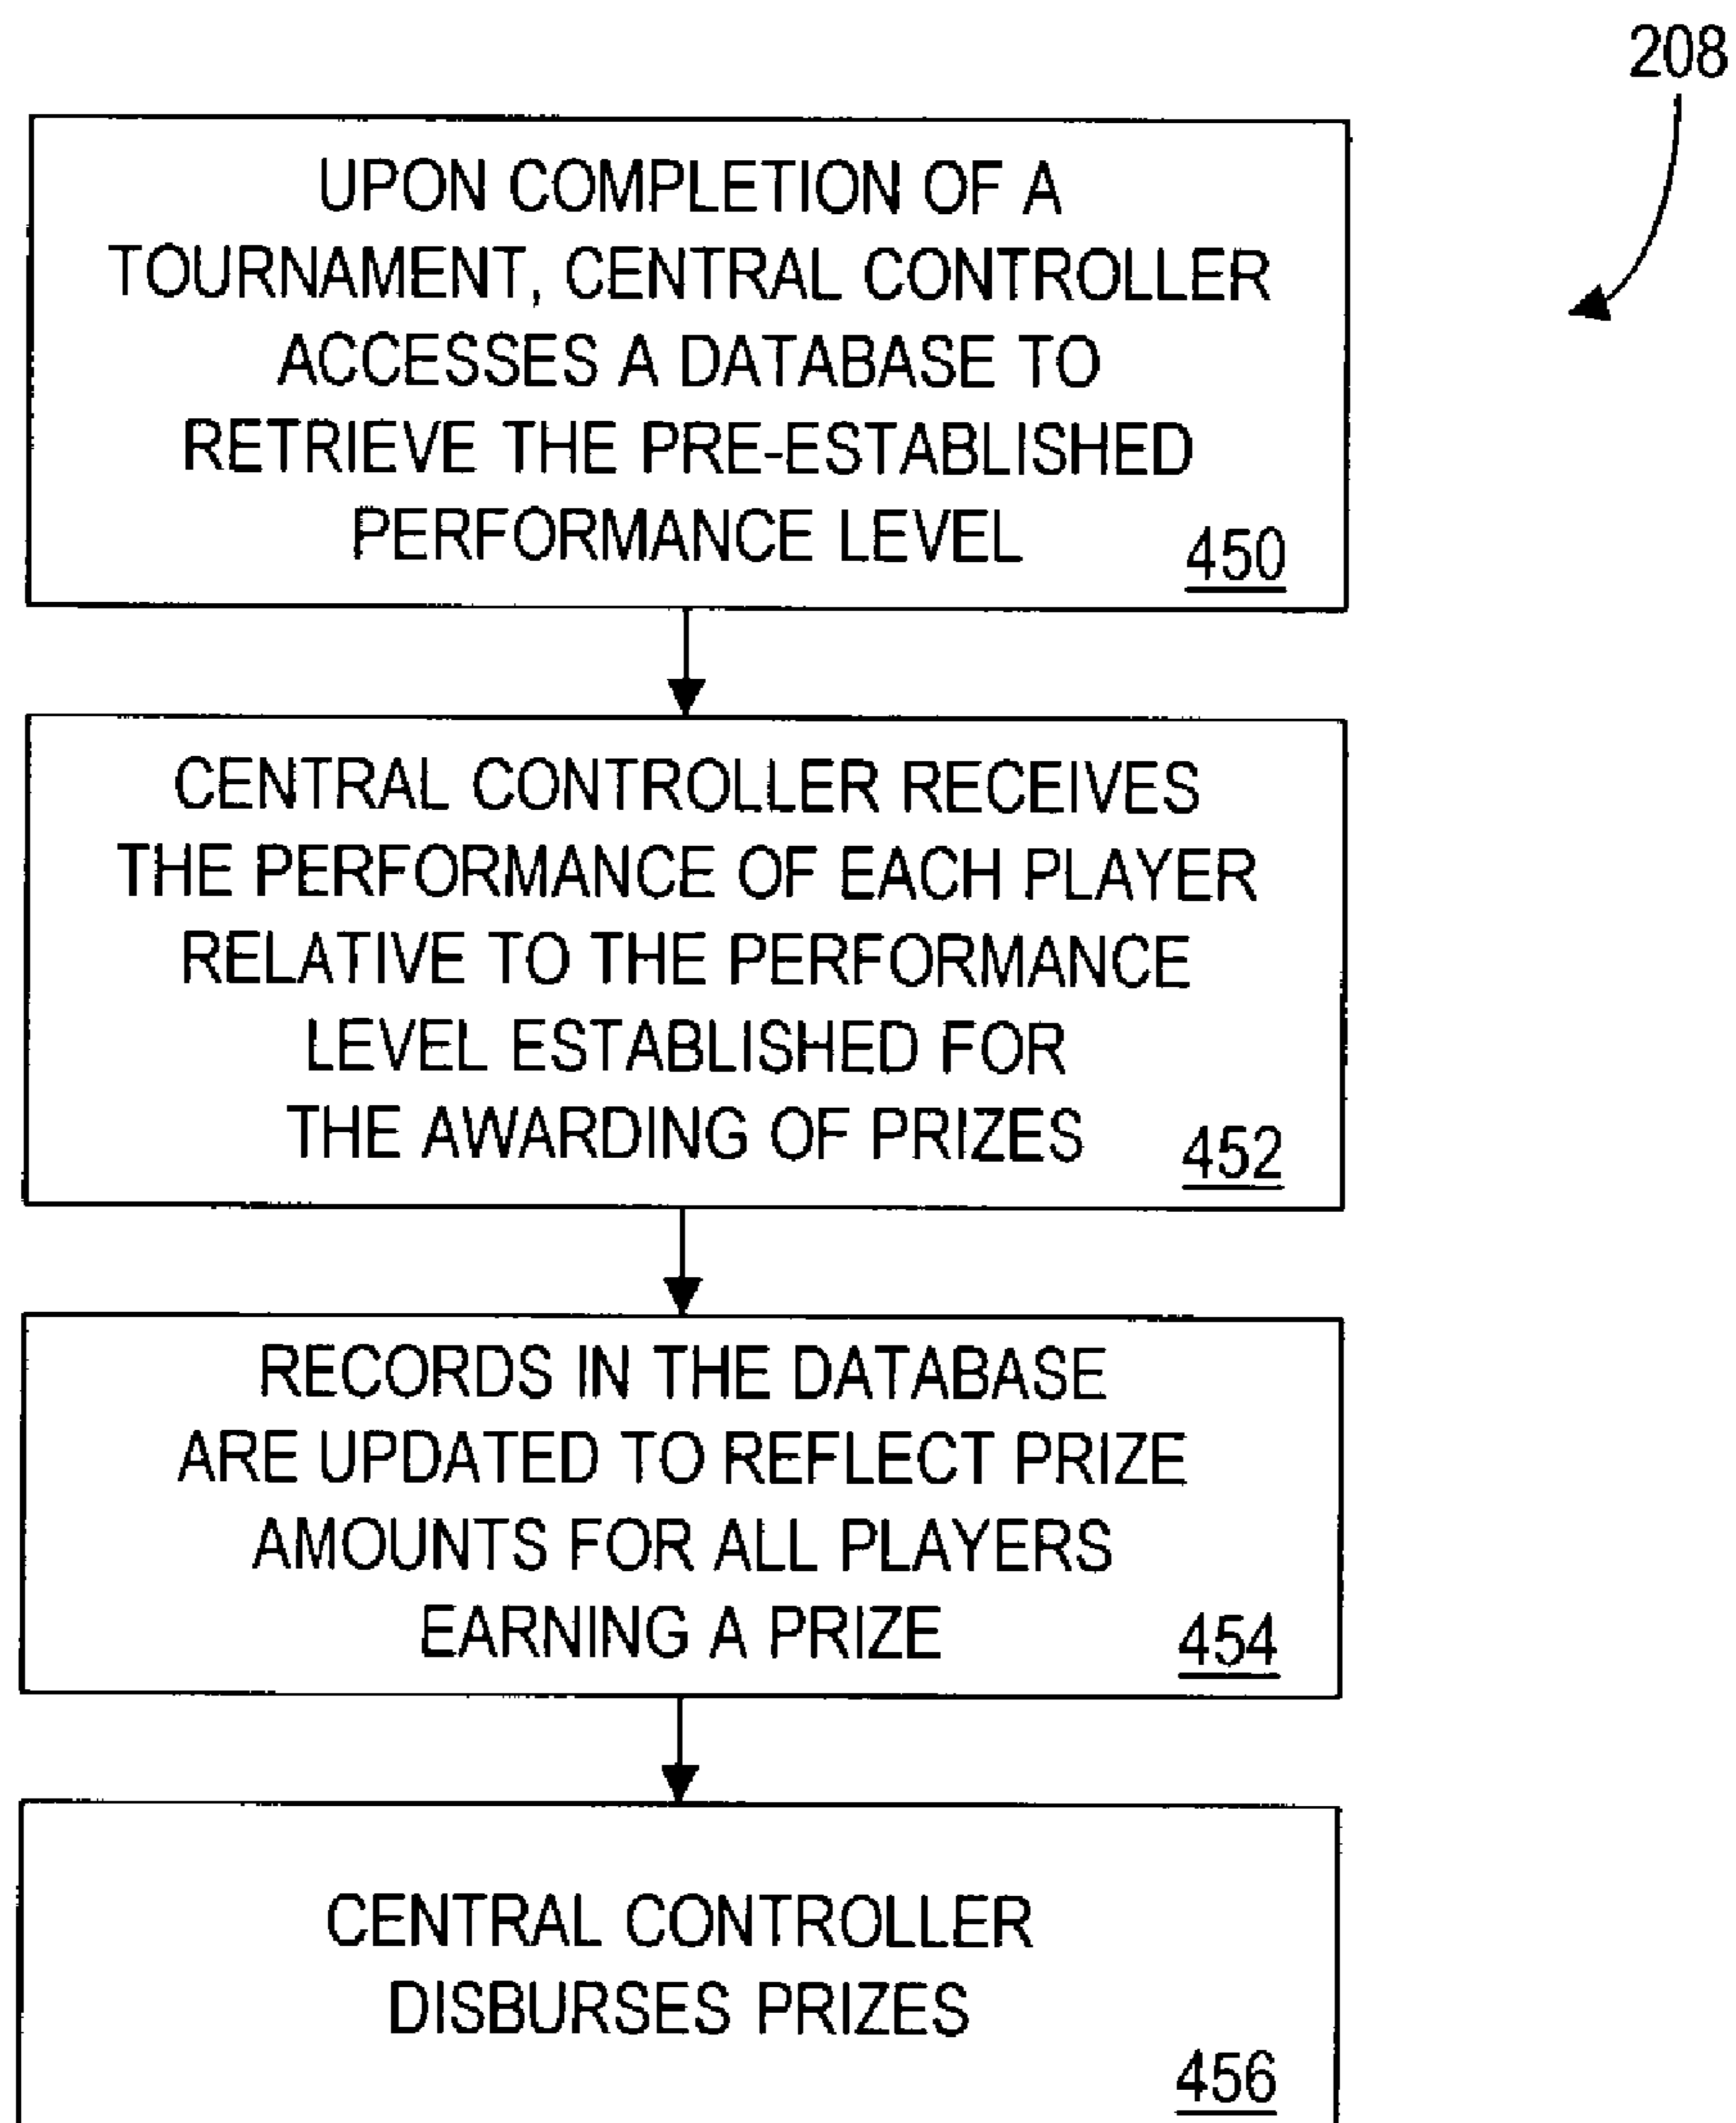 208
UPON COMPLETION OF A
TOURNAMENT, CENTRAL CONTROLLER
ACCESSES A DATABASE TO
RETRIEVE THE PRE-ESTABLISHED
PERFORMANCE LEVEL
450
CENTRAL CONTROLLER RECEIVES
THE PERFORMANCE OF EACH PLAYER
RELATIVE TO THE PERFORMANCE
LEVEL ESTABLISHED FOR
THE AWARDING OF PRIZES
452
RECORDS IN THE DATABASE
ARE UPDATED TO REFLECT PRIZE
AMOUNTS FOR ALL PLAYERS
EARNING A PRIZE
454
CENTRAL CONTROLLER
DISBURSES PRIZES
456